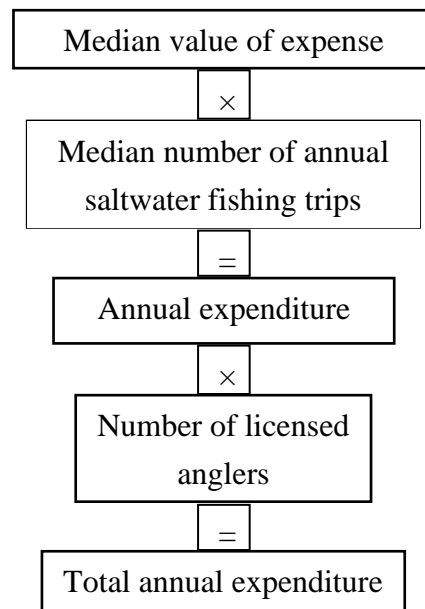 Median value of expense
×
Median number of annual
saltwater fishing trips
=
Annual expenditure
×
Number of licensed
anglers
=
Total annual expenditure